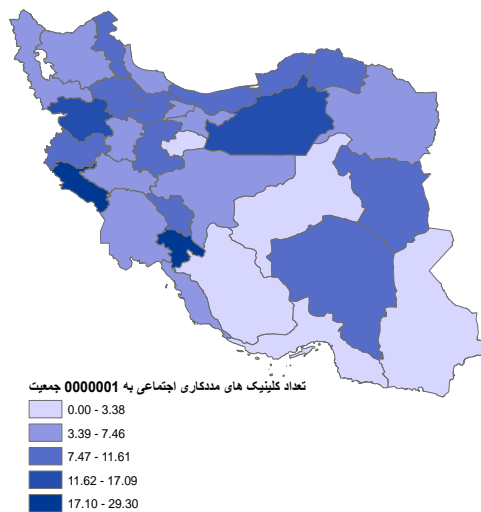 تعداد کلینیک های مددکاری اجتماعی به 0000001 جمعیت
0.00 - 3.38
3.39 - 7.46
7.47 - 11.61
11.62 - 17.09
17.10 - 29.30